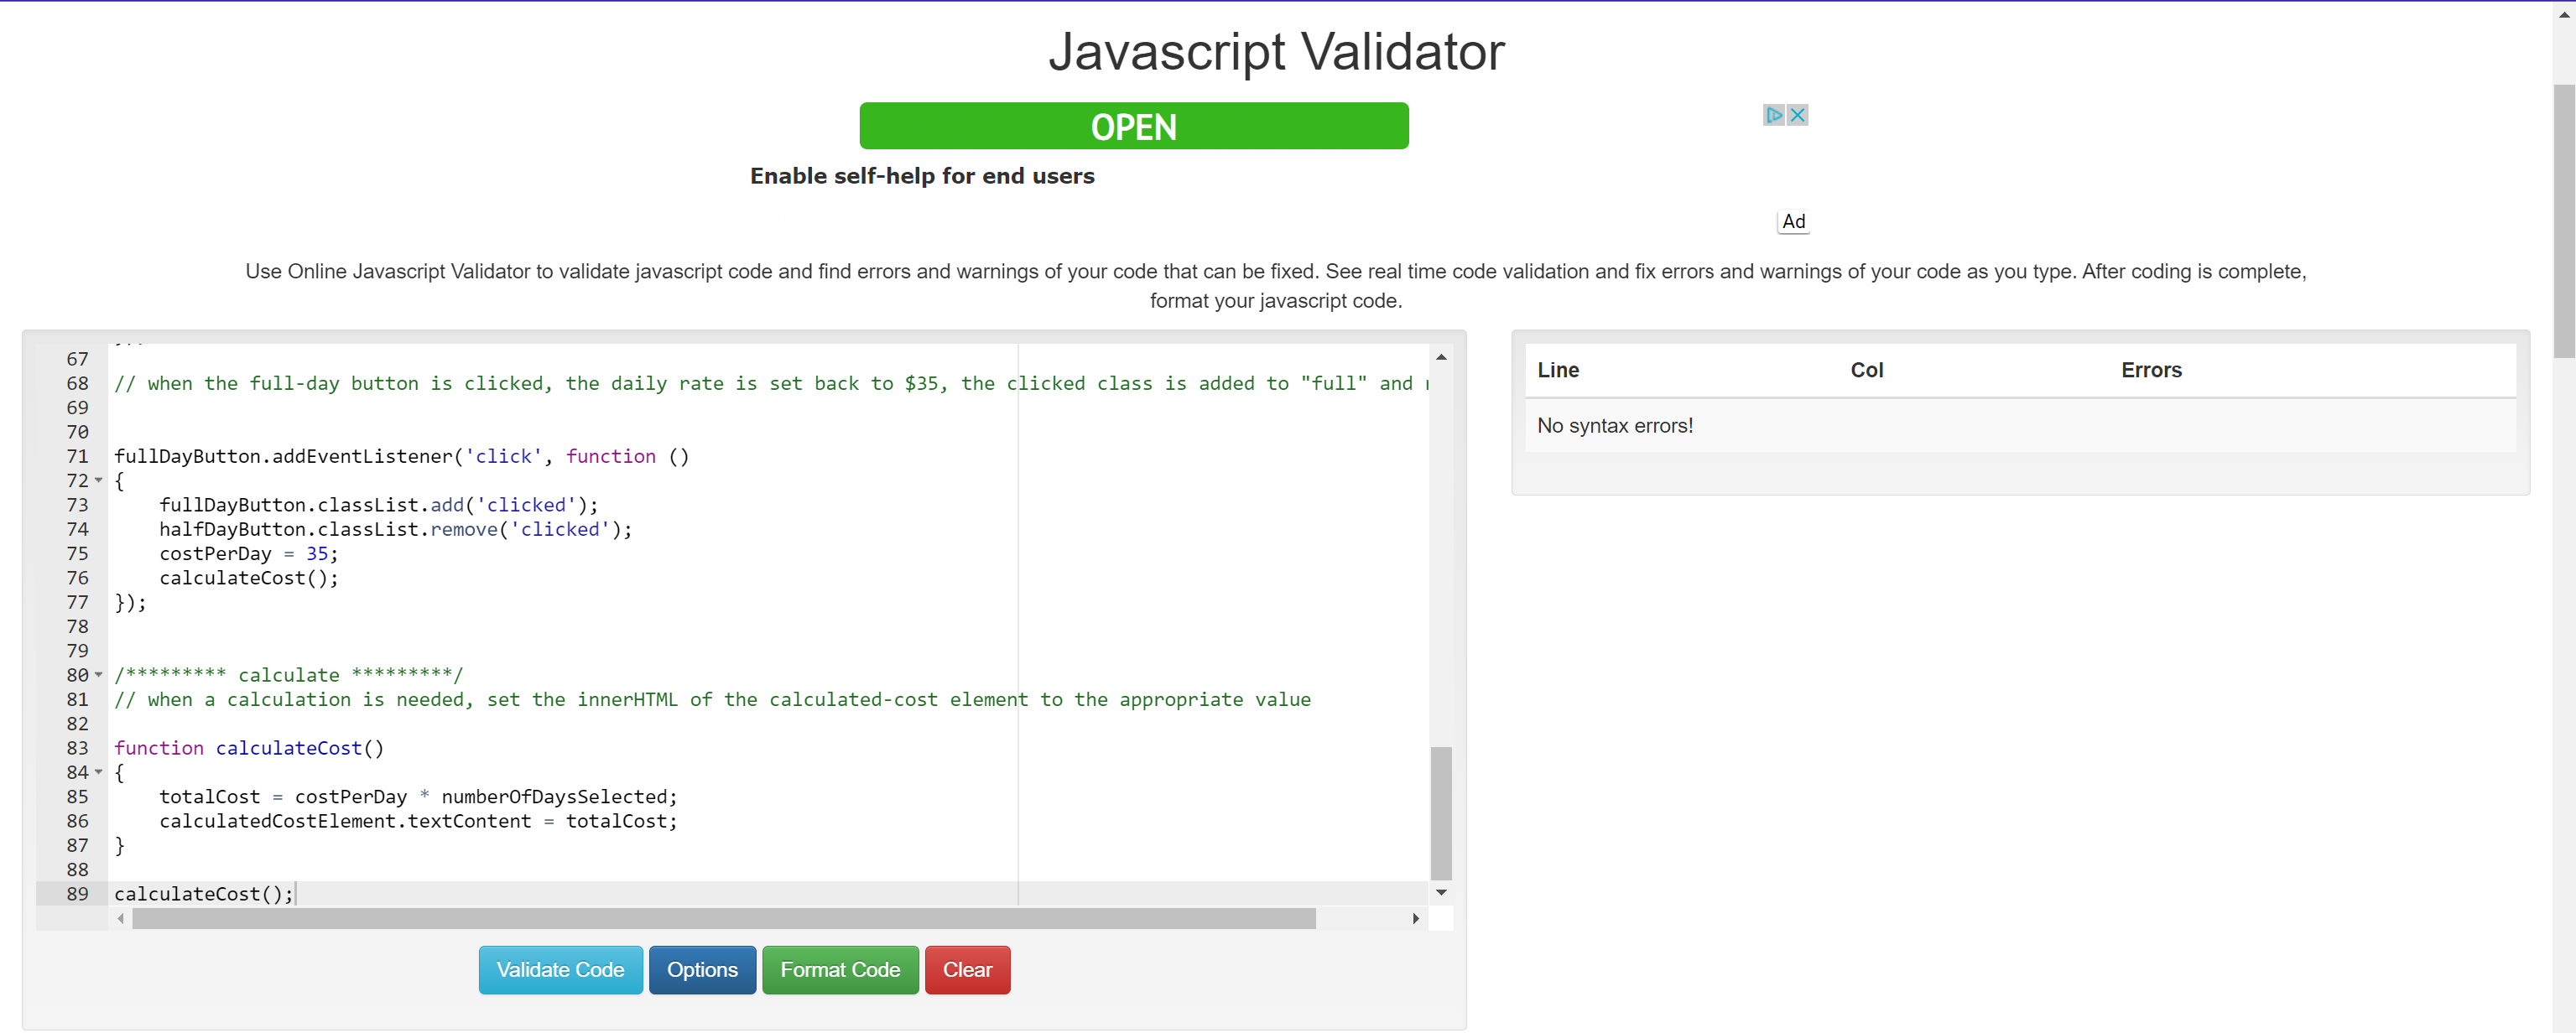 Javascript Validator
OPEN
Enable self-help for end users
Ad
Use Online Javascript Validator to validate javascript code and find errors and warnings of your code that can be fixed. See real time code validation and fix errors and warnings of your code as you type. After coding is complete,
format your javascript code.
67
68 // when the full-day button is clicked, the daily rate is set back to $35, the clicked class is added to "full" and
69
70
71 fullDayButton.addEventListener('click', function ()
72 {
73 fullDayButton.classList.add('clicked');
74 halfDayButton.classList.remove('clicked');
75 costPerDay = 35;
76 calculateCost();
77 });
78
79
80 /********* calculate *********/
81 // when a calculation is needed, set the innerHTML of the calculated-cost element to the appropriate value
82
83 function calculateCost()
84 {
85 totalCost = costPerDay * numberOfDaysSelected;
86 calculatedCostElement.textContent = totalCost;
87 }
88
89 calculateCost();
Validate Code Options Format Code Clear
Line Col Errors
No syntax errors!